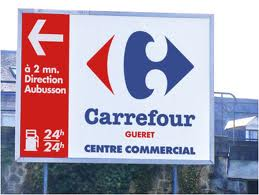 à 2 mn.
Direction
Aubusson
24h/
24h
Carrefour
GUERET
CENTRE COMMERCIAL